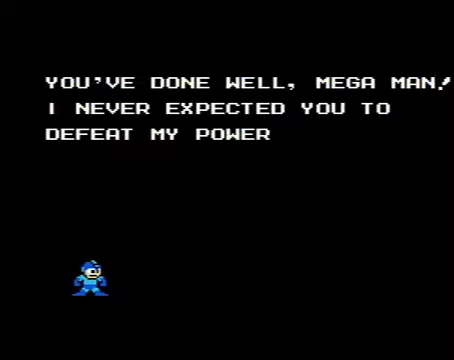 YOU'VE DONE WELL, MEGA MAN!
I NEVER EXPECTED YOU TO
DEFEAT MY POWER